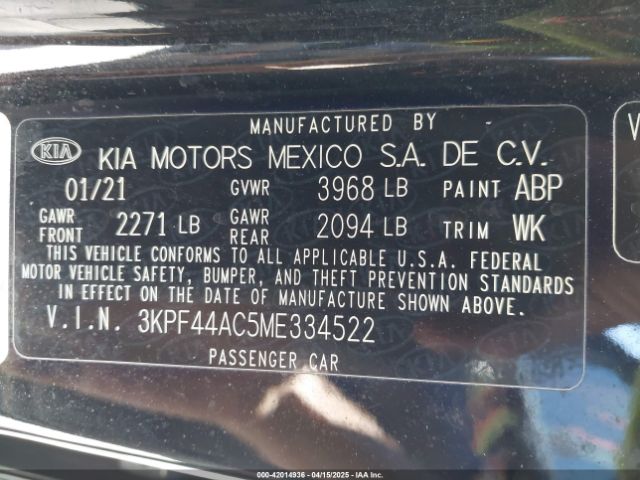 MANUFACTURED BY
KIA KIA MOTORS MEXICO S.A. DE C.V.
01/21 GVWR 3968 LB PAINT ABP
GAWR FRONT 2271 LB GAWR REAR 2094 LB TRIM WK
THIS VEHICLE CONFORMS TO ALL APPLICABLE U.S.A. FEDERAL
MOTOR VEHICLE SAFETY, BUMPER, AND THEFT PREVENTION STANDARDS
IN EFFECT ON THE DATE OF MANUFACTURE SHOWN ABOVE.
V.I.N. 3KPF44AC5ME334522
PASSENGER CAR
V
000-42014936 - 04/15/2025 - IAA Inc.